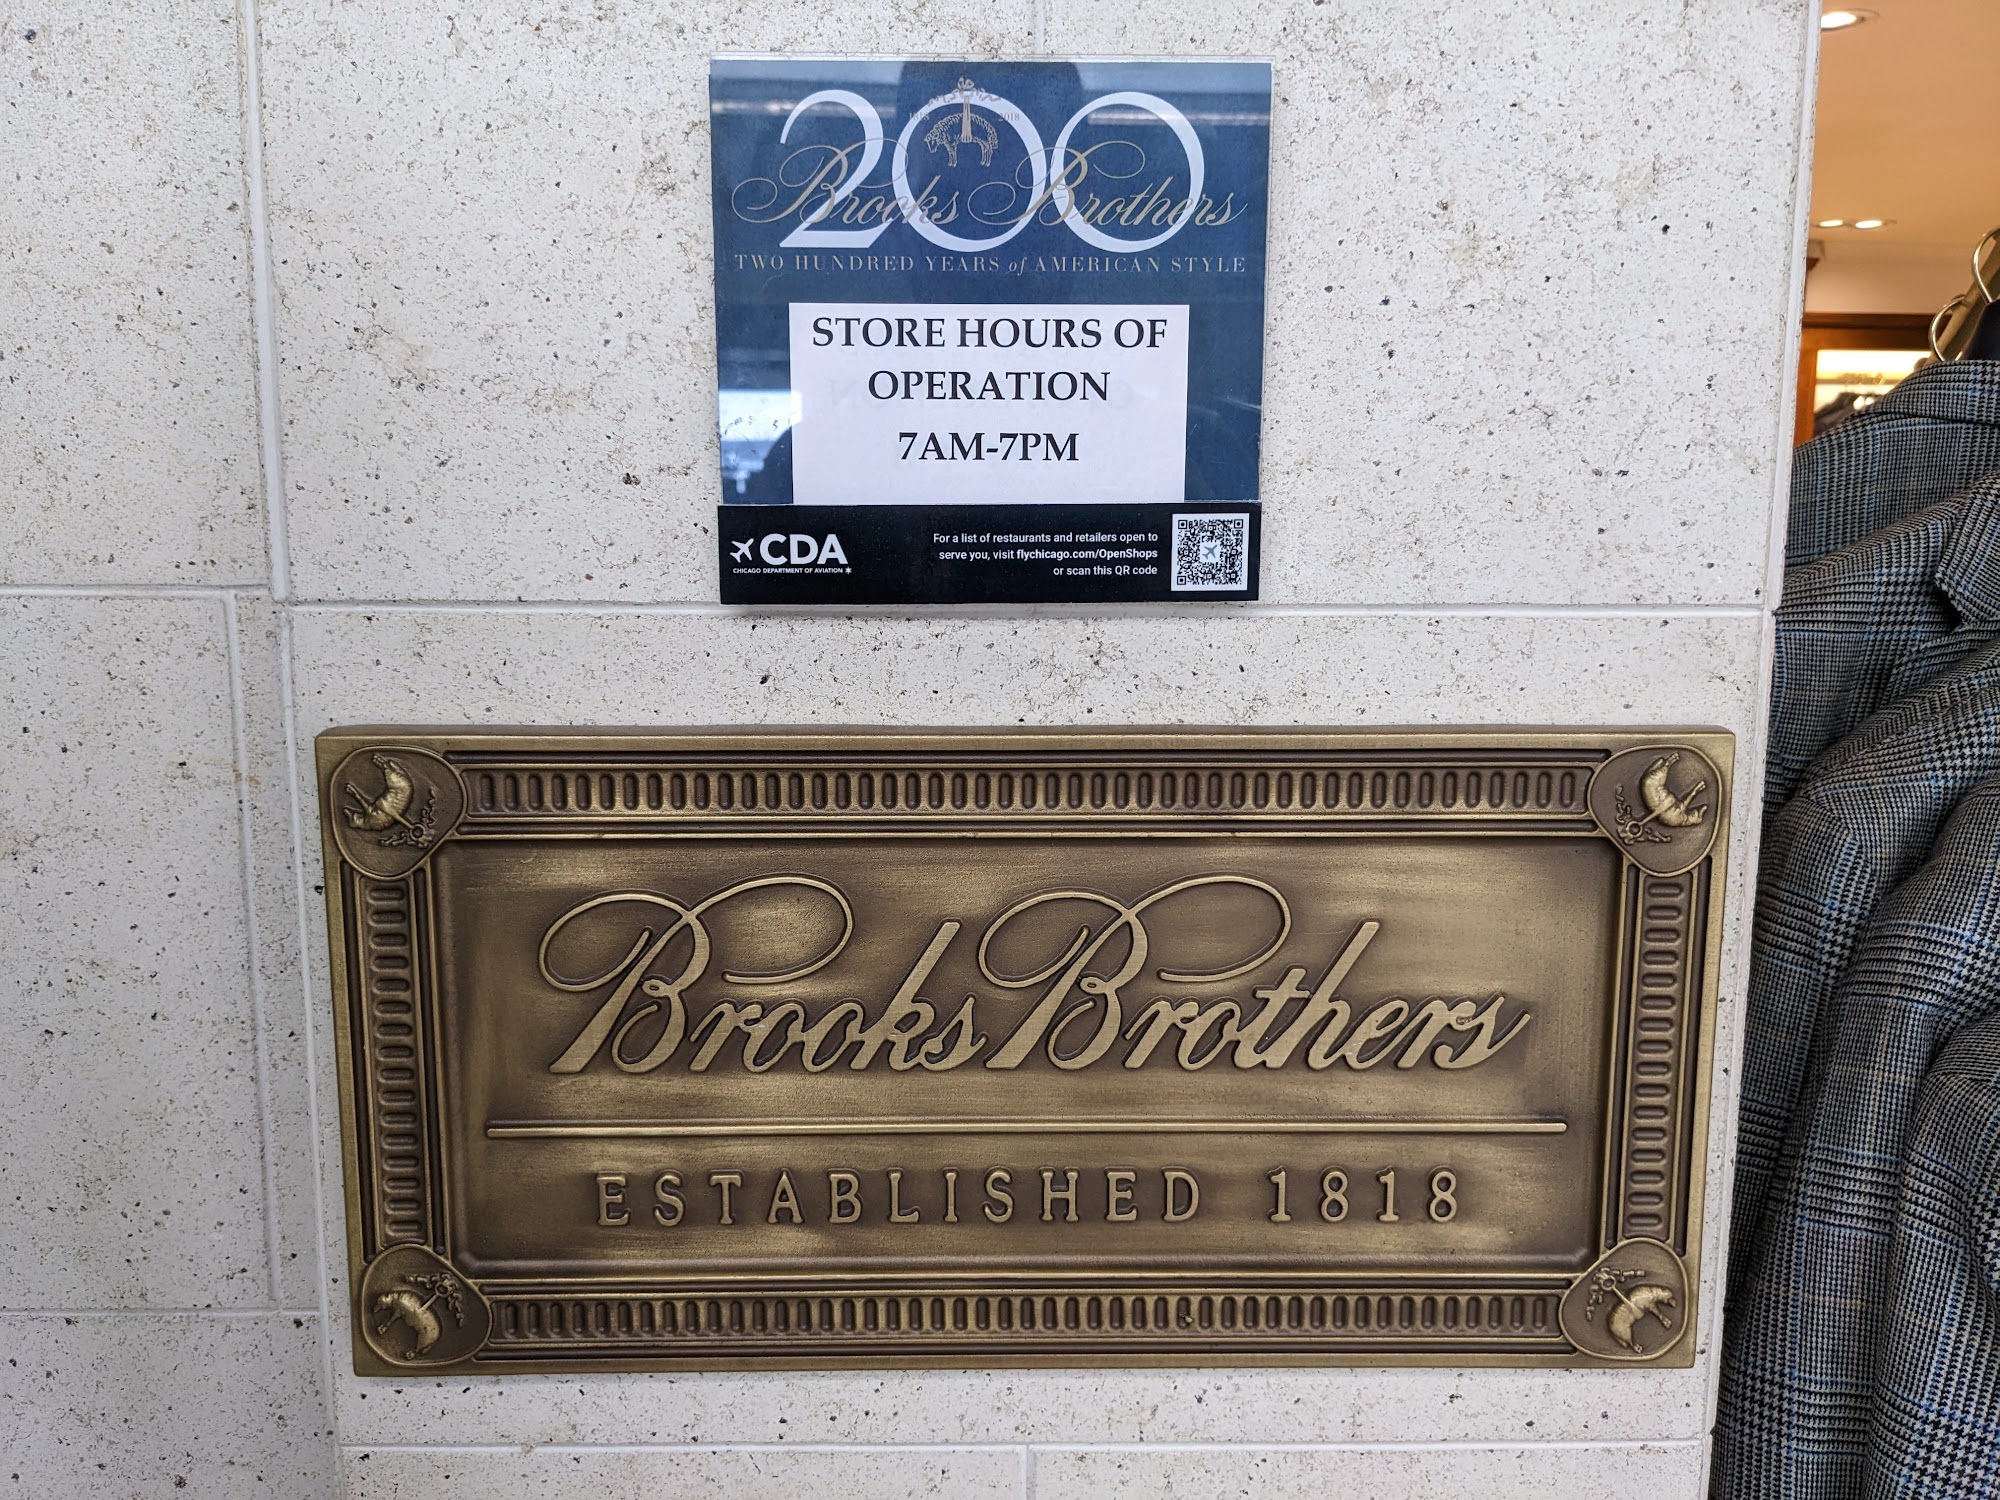 200
1818 2018
Brooks Brothers
TWO HUNDRED YEARS of AMERICAN STYLE
STORE HOURS OF
OPERATION
7AM-7PM
CDA
CHICAGO DEPARTMENT OF AVIATION
For a list of restaurants and retailers open to
serve you, visit flychicago.com/OpenShops
or scan this QR code
Brooks Brothers
ESTABLISHED 1818